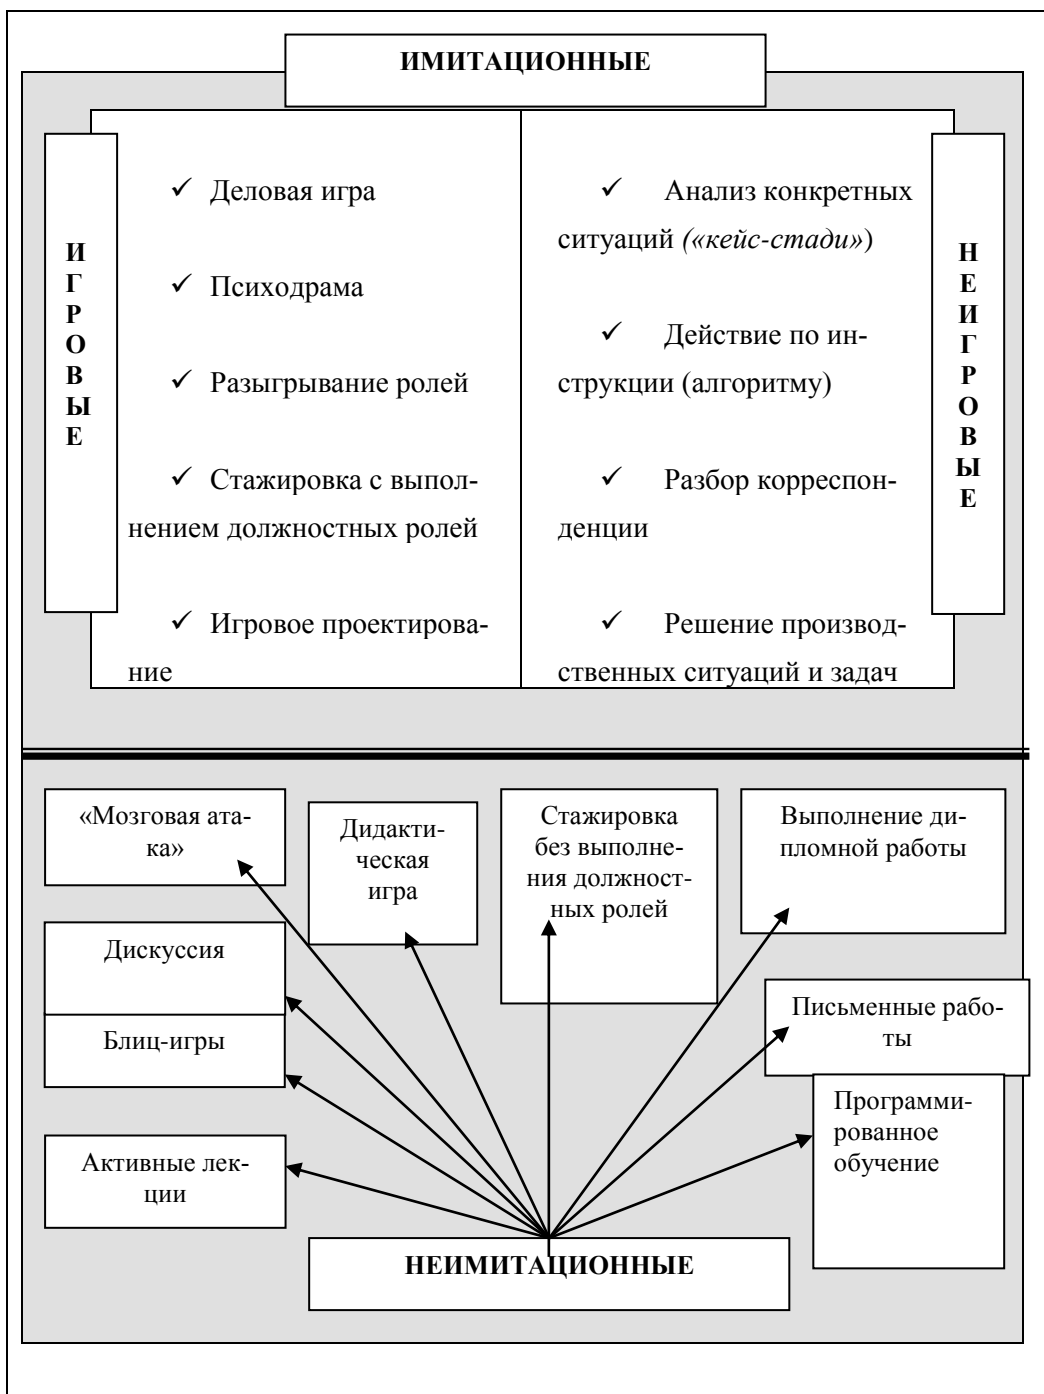 ИМИТАЦИОННЫЕ
ИГРОВЫЕ
✓ Деловая игра
✓ Психодрама
✓ Разыгрывание ролей
✓ Стажировка с выпол-
нением должностных ролей
✓ Игровое проектирова-
ние
✓ Анализ конкретных
ситуаций («кейс-стади»)
✓ Действие по ин-
струкции (алгоритму)
✓ Разбор корреспон-
денции
✓ Решение производ-
ственных ситуаций и задач
НЕИГРОВЫЕ
«Мозговая ата-
ка»
Дидакти-
ческая
игра
Стажировка
без выполне-
ния должност-
ных ролей
Выполнение ди-
пломной работы
Дискуссия
Блиц-игры
Письменные рабо-
ты
Программи-
рованное
обучение
Активные лек-
ции
НЕИМИТАЦИОННЫЕ